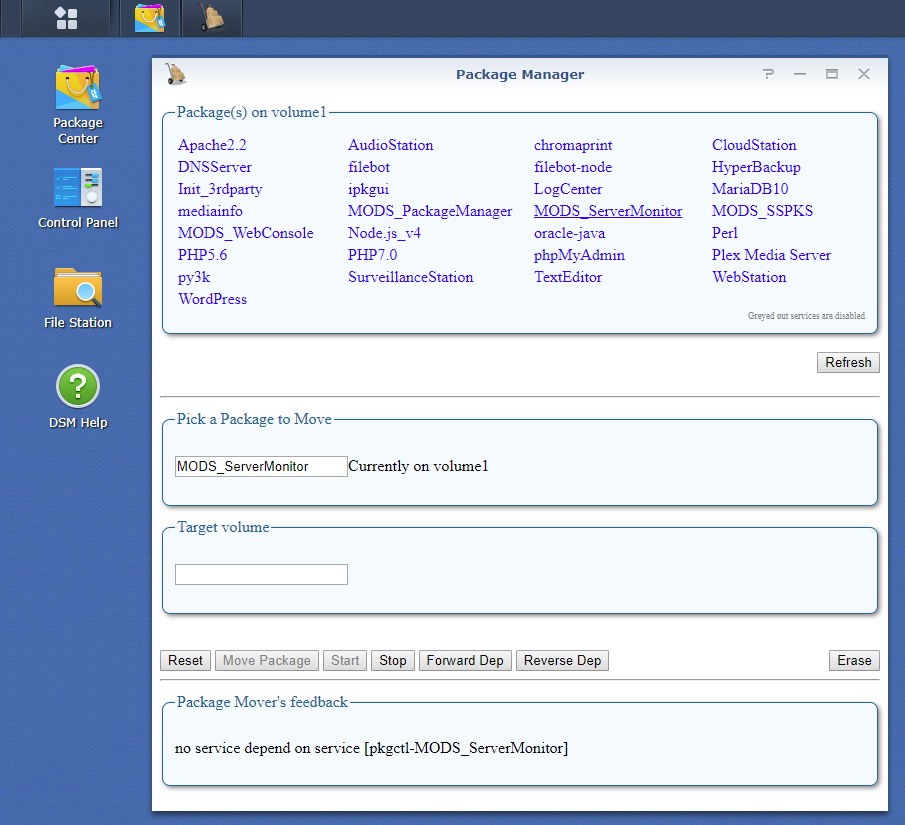 Package Manager
Package Center
Control Panel
File Station
DSM Help
Package(s) on volume1
Apache2.2 AudioStation chromaprint CloudStation
DNSServer filebot filebot-node HyperBackup
Init_3rdparty ipkgui LogCenter MariaDB10
mediainfo MODS_PackageManager MODS_ServerMonitor MODS_SSPKS
MODS_WebConsole Node.js_v4 oracle-java Perl
PHP5.6 PHP7.0 phpMyAdmin Plex Media Server
py3k SurveillanceStation TextEditor WebStation
WordPress
Greyed out services are disabled
Refresh
Pick a Package to Move
MODS_ServerMonitor Currently on volume1
Target volume
Reset Move Package Start Stop Forward Dep Reverse Dep Erase
Package Mover's feedback
no service depend on service [pkgctl-MODS_ServerMonitor]